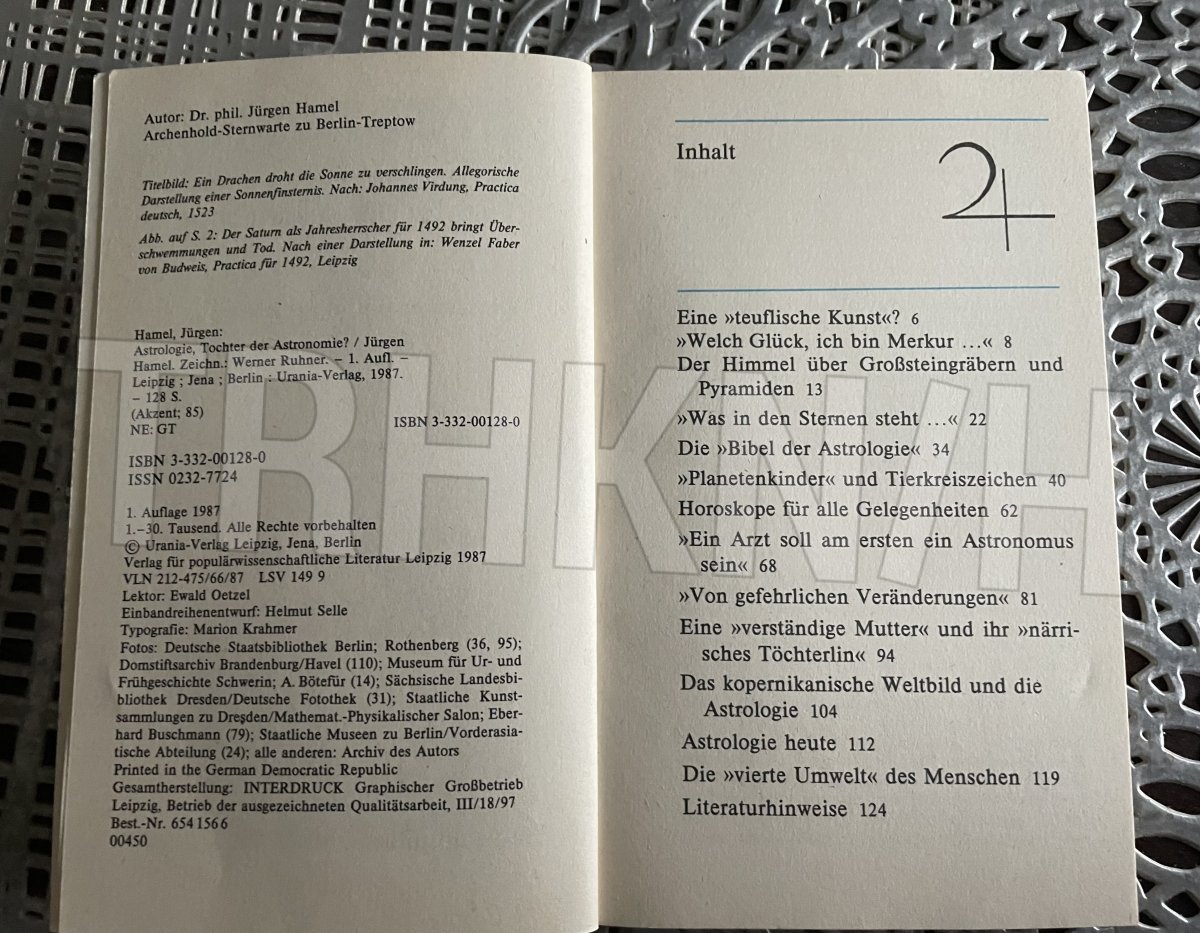 Autor: Dr. phil. Jürgen Hamel
Archenhold-Sternwarte zu Berlin-Treptow
Titelbild: Ein Drachen droht die Sonne zu verschlingen. Allegorische
Darstellung einer Sonnenfinsternis. Nach: Johannes Virdung, Practica
deutsch, 1523
Abb. auf S. 2: Der Saturn als Jahresherrscher für 1492 bringt Über-
schwemmungen und Tod. Nach einer Darstellung in: Wenzel Faber
von Budweis, Practica für 1492, Leipzig
Hamel, Jürgen:
Astrologie, Tochter der Astronomie? / Jürgen
Hamel. Zeichn.: Werner Ruhner. – 1. Aufl. –
Leipzig ; Jena ; Berlin : Urania-Verlag, 1987.
– 128 S.
(Akzent; 85)
NE: GT
ISBN 3-332-00128-0
ISBN 3-332-00128-0
ISSN 0232-7724
1. Auflage 1987
1.–30. Tausend. Alle Rechte vorbehalten
© Urania-Verlag Leipzig, Jena, Berlin
Verlag für populärwissenschaftliche Literatur Leipzig 1987
VLN 212-475/66/87 LSV 149 9
Lektor: Ewald Oetzel
Einbandreihenentwurf: Helmut Selle
Typografie: Marion Krahmer
Fotos: Deutsche Staatsbibliothek Berlin; Rothenberg (36, 95);
Domstiftsarchiv Brandenburg/Havel (110); Museum für Ur- und
Frühgeschichte Schwerin; A. Bötefür (14); Sächsische Landesbi-
bliothek Dresden/Deutsche Fotothek (31); Staatliche Kunst-
sammlungen zu Dresden/Mathemat.-Physikalischer Salon; Eber-
hard Buschmann (79); Staatliche Museen zu Berlin/Vorderasia-
tische Abteilung (24); alle anderen: Archiv des Autors
Printed in the German Democratic Republic
Gesamtherstellung: INTERDRUCK Graphischer Großbetrieb
Leipzig, Betrieb der ausgezeichneten Qualitätsarbeit, III/18/97
Best.-Nr. 654 156 6
00450
Inhalt
Eine »teuflische Kunst«? 6
»Welch Glück, ich bin Merkur ...« 8
Der Himmel über Großsteingräbern und
Pyramiden 13
»Was in den Sternen steht ...« 22
Die »Bibel der Astrologie« 34
»Planetenkinder« und Tierkreiszeichen 40
Horoskope für alle Gelegenheiten 62
»Ein Arzt soll am ersten ein Astronomus
sein« 68
»Von gefehrlichen Veränderungen« 81
Eine »verständige Mutter« und ihr »närri-
sches Töchterlin« 94
Das kopernikanische Weltbild und die
Astrologie 104
Astrologie heute 112
Die »vierte Umwelt« des Menschen 119
Literaturhinweise 124